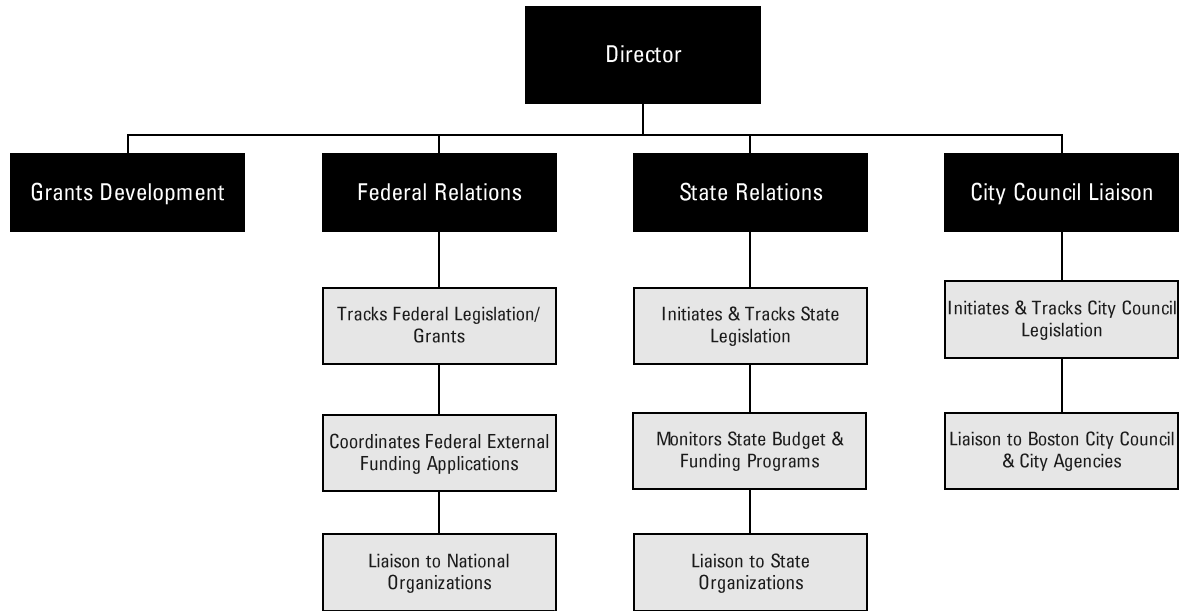 Director
Grants Development
Federal Relations
State Relations
City Council Liaison
Tracks Federal Legislation/
Grants
Initiates & Tracks State
Legislation
Initiates & Tracks City Council
Legislation
Coordinates Federal External
Funding Applications
Monitors State Budget &
Funding Programs
Liaison to Boston City Council
& City Agencies
Liaison to National
Organizations
Liaison to State
Organizations